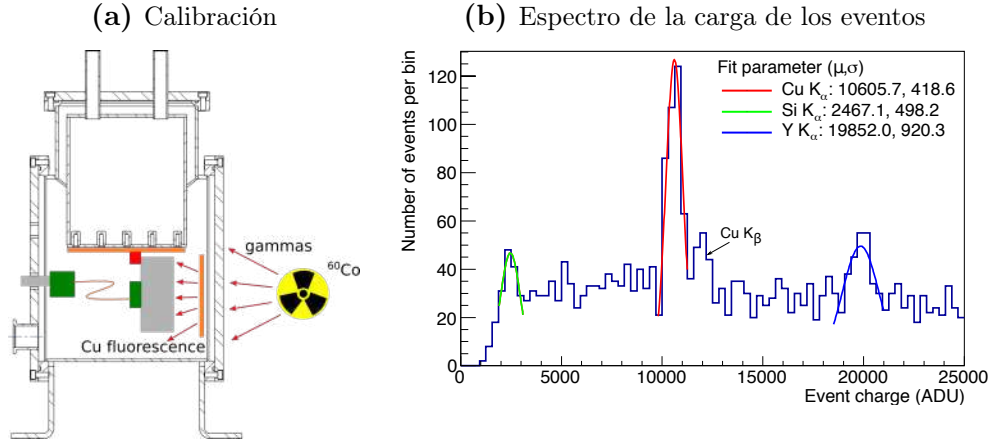 (a) Calibración
gammas
⁶⁰Co
Cu fluorescence
(b) Espectro de la carga de los eventos
Number of events per bin
120
100
80
60
40
20
0
Fit parameter (μ,σ)
Cu Kα: 10605.7, 418.6
Si Kα: 2467.1, 498.2
Y Kα: 19852.0, 920.3
Cu Kβ
0 5000 10000 15000 20000 25000
Event charge (ADU)